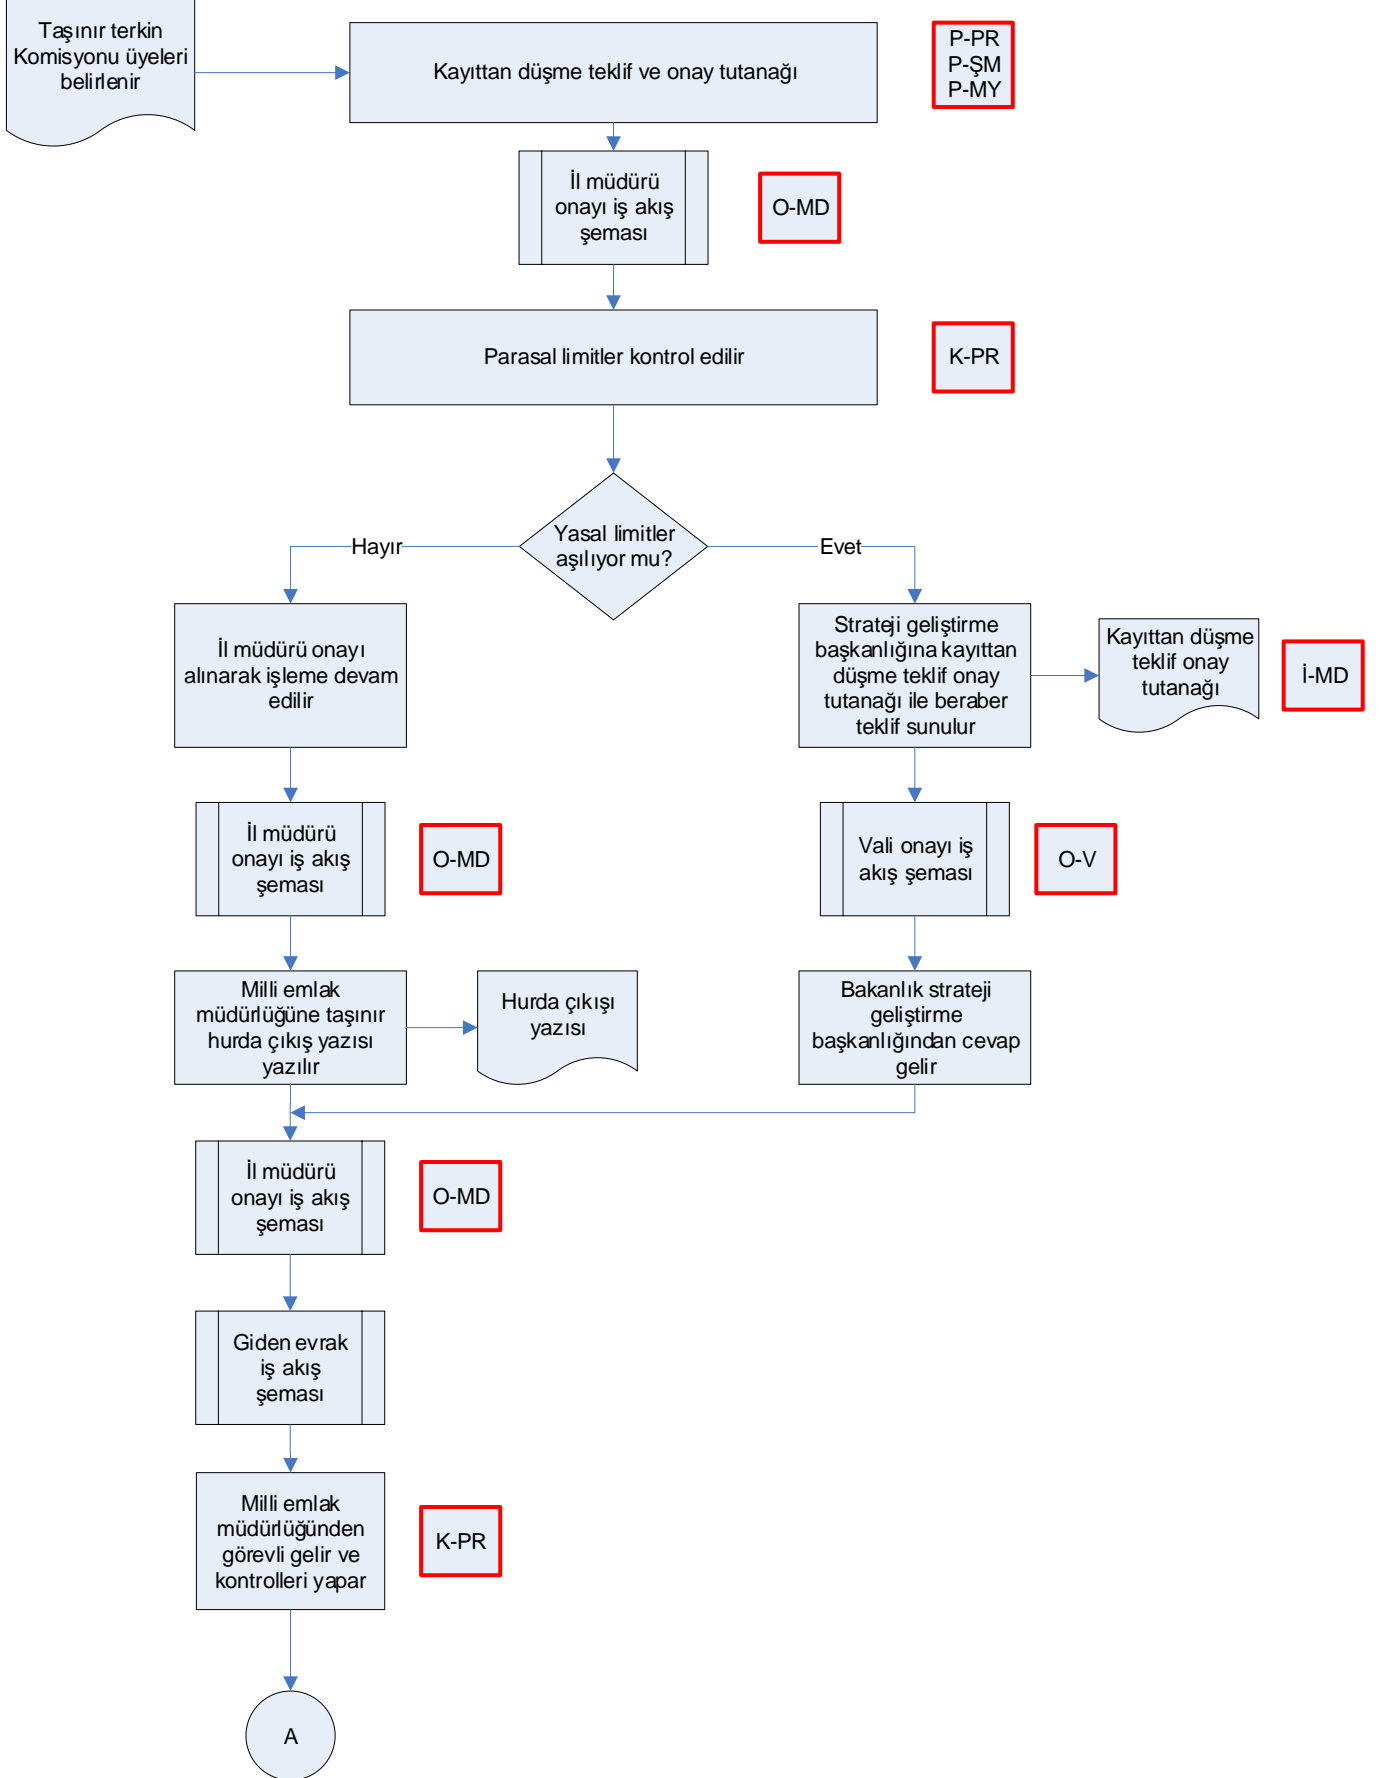 Taşınır terkin
Komisyonu üyeleri
belirlenir
Kayıttan düşme teklif ve onay tutanağı
P-PR
P-ŞM
P-MY
İl müdürü
onayı iş akış
şeması
O-MD
Parasal limitler kontrol edilir
K-PR
Yasal limitler
aşılıyor mu?
Hayır
Evet
İl müdürü onayı
alınarak işleme devam
edilir
Strateji geliştirme
başkanlığına kayıttan
düşme teklif onay
tutanağı ile beraber
teklif sunulur
Kayıttan düşme
teklif onay
tutanağı
İ-MD
İl müdürü
onayı iş akış
şeması
O-MD
Vali onayı iş
akış şeması
O-V
Milli emlak
müdürlüğüne taşınır
hurda çıkış yazısı
yazılır
Hurda çıkışı
yazısı
Bakanlık strateji
geliştirme
başkanlığından cevap
gelir
İl müdürü
onayı iş akış
şeması
O-MD
Giden evrak
iş akış
şeması
Milli emlak
müdürlüğünden
görevli gelir ve
kontrolleri yapar
K-PR
A